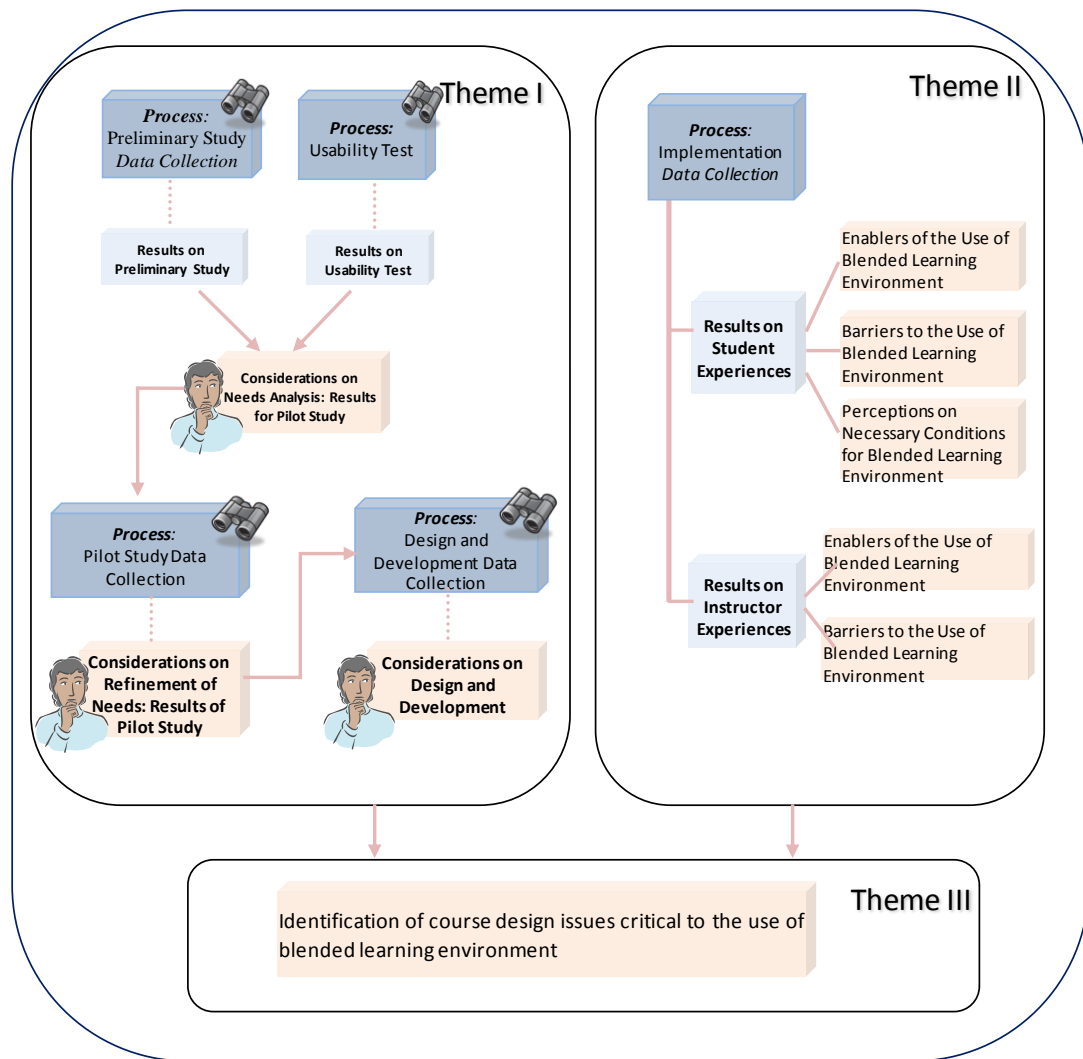 Theme I
Process:
Preliminary Study
Data Collection
Process:
Usability Test
Results on
Preliminary Study
Results on
Usability Test
Considerations on
Needs Analysis: Results
for Pilot Study
Process:
Pilot Study Data
Collection
Process:
Design and
Development Data
Collection
Considerations on
Refinement of
Needs: Results of
Pilot Study
Considerations on
Design and
Development
Theme II
Process:
Implementation
Data Collection
Results on
Student
Experiences
Enablers of the Use of
Blended Learning
Environment
Barriers to the Use of
Blended Learning
Environment
Perceptions on
Necessary Conditions
for Blended Learning
Environment
Results on
Instructor
Experiences
Enablers of the Use of
Blended Learning
Environment
Barriers to the Use of
Blended Learning
Environment
Theme III
Identification of course design issues critical to the use of
blended learning environment